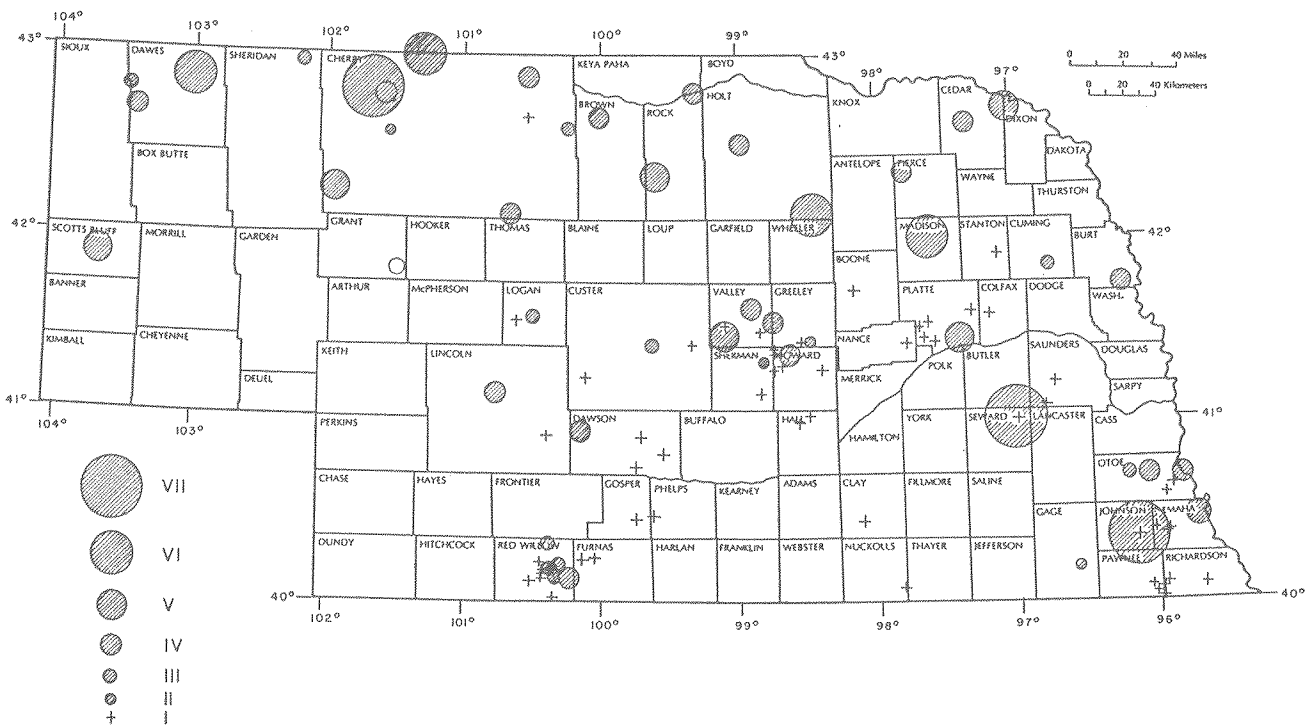 104°
103°
102°
101°
100°
99°
43°
SIOUX
DAWES
SHERIDAN
CHERRY
KEYA PAHA
BOYD
43°
98°
97°
0 20 40 Miles
0 20 40 Kilometers
BROWN
ROCK
HOLT
KNOX
CEDAR
DIXON
DAKOTA
BOX BUTTE
ANTELOPE
PIERCE
WAYNE
THURSTON
42°
SCOTTS BLUFF
MORRILL
GARDEN
GRANT
HOOKER
THOMAS
BLAINE
LOUP
GARFIELD
WHEELER
MADISON
STANTON
CUMING
BURT
42°
BOONE
BANNER
ARTHUR
McPHERSON
LOGAN
CUSTER
VALLEY
GREELEY
PLATTE
COLFAX
DODGE
WASH.
KIMBALL
CHEYENNE
KEITH
LINCOLN
SHERMAN
HOWARD
NANCE
BUTLER
SAUNDERS
DOUGLAS
DEUEL
MERRICK
POLK
SARPY
41°
104°
103°
PERKINS
DAWSON
BUFFALO
HALL
HAMILTON
YORK
SEWARD
LANCASTER
CASS
41°
OTOE
CHASE
HAYES
FRONTIER
GOSPER
PHELPS
KEARNEY
ADAMS
CLAY
FILLMORE
SALINE
GAGE
JOHNSON
NEMAHA
DUNDY
HITCHCOCK
RED WILLOW
FURNAS
HARLAN
FRANKLIN
WEBSTER
NUCKOLLS
THAYER
JEFFERSON
PAWNEE
RICHARDSON
40°
40°
102°
101°
100°
99°
98°
97°
96°
VII
VI
V
IV
III
II
I